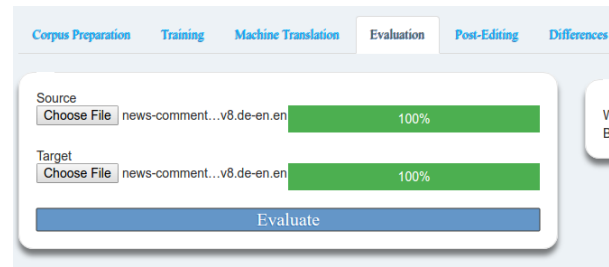 Corpus Preparation Training Machine Translation Evaluation Post-Editing Differences
Source
Choose File news-comment...v8.de-en.en 100%
Target
Choose File news-comment...v8.de-en.en 100%
Evaluate